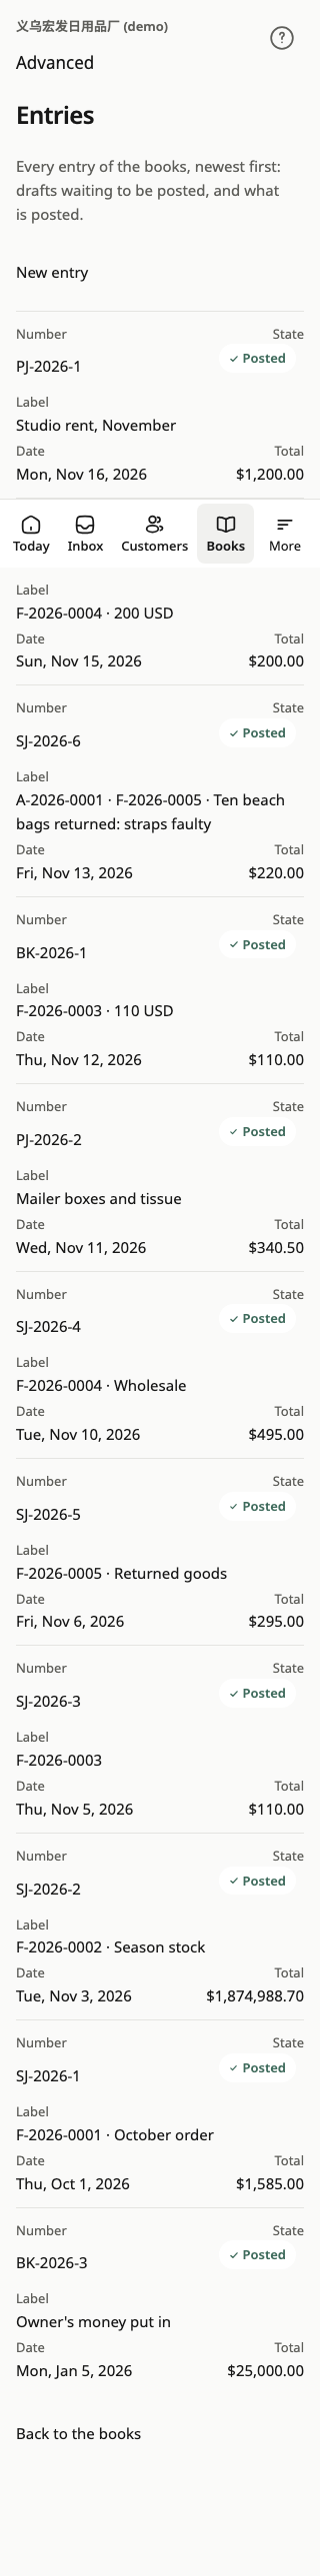 义乌宏发日用品厂 (demo)
Advanced
Entries
Every entry of the books, newest first:
drafts waiting to be posted, and what
is posted.
New entry
Number State
PJ-2026-1 Posted
Label
Studio rent, November
Date Total
Mon, Nov 16, 2026 $1,200.00
Today Inbox Customers Books More
Label
F-2026-0004 · 200 USD
Date Total
Sun, Nov 15, 2026 $200.00
Number State
SJ-2026-6 Posted
Label
A-2026-0001 · F-2026-0005 · Ten beach
bags returned: straps faulty
Date Total
Fri, Nov 13, 2026 $220.00
Number State
BK-2026-1 Posted
Label
F-2026-0003 · 110 USD
Date Total
Thu, Nov 12, 2026 $110.00
Number State
PJ-2026-2 Posted
Label
Mailer boxes and tissue
Date Total
Wed, Nov 11, 2026 $340.50
Number State
SJ-2026-4 Posted
Label
F-2026-0004 · Wholesale
Date Total
Tue, Nov 10, 2026 $495.00
Number State
SJ-2026-5 Posted
Label
F-2026-0005 · Returned goods
Date Total
Fri, Nov 6, 2026 $295.00
Number State
SJ-2026-3 Posted
Label
F-2026-0003
Date Total
Thu, Nov 5, 2026 $110.00
Number State
SJ-2026-2 Posted
Label
F-2026-0002 · Season stock
Date Total
Tue, Nov 3, 2026 $1,874,988.70
Number State
SJ-2026-1 Posted
Label
F-2026-0001 · October order
Date Total
Thu, Oct 1, 2026 $1,585.00
Number State
BK-2026-3 Posted
Label
Owner's money put in
Date Total
Mon, Jan 5, 2026 $25,000.00
Back to the books